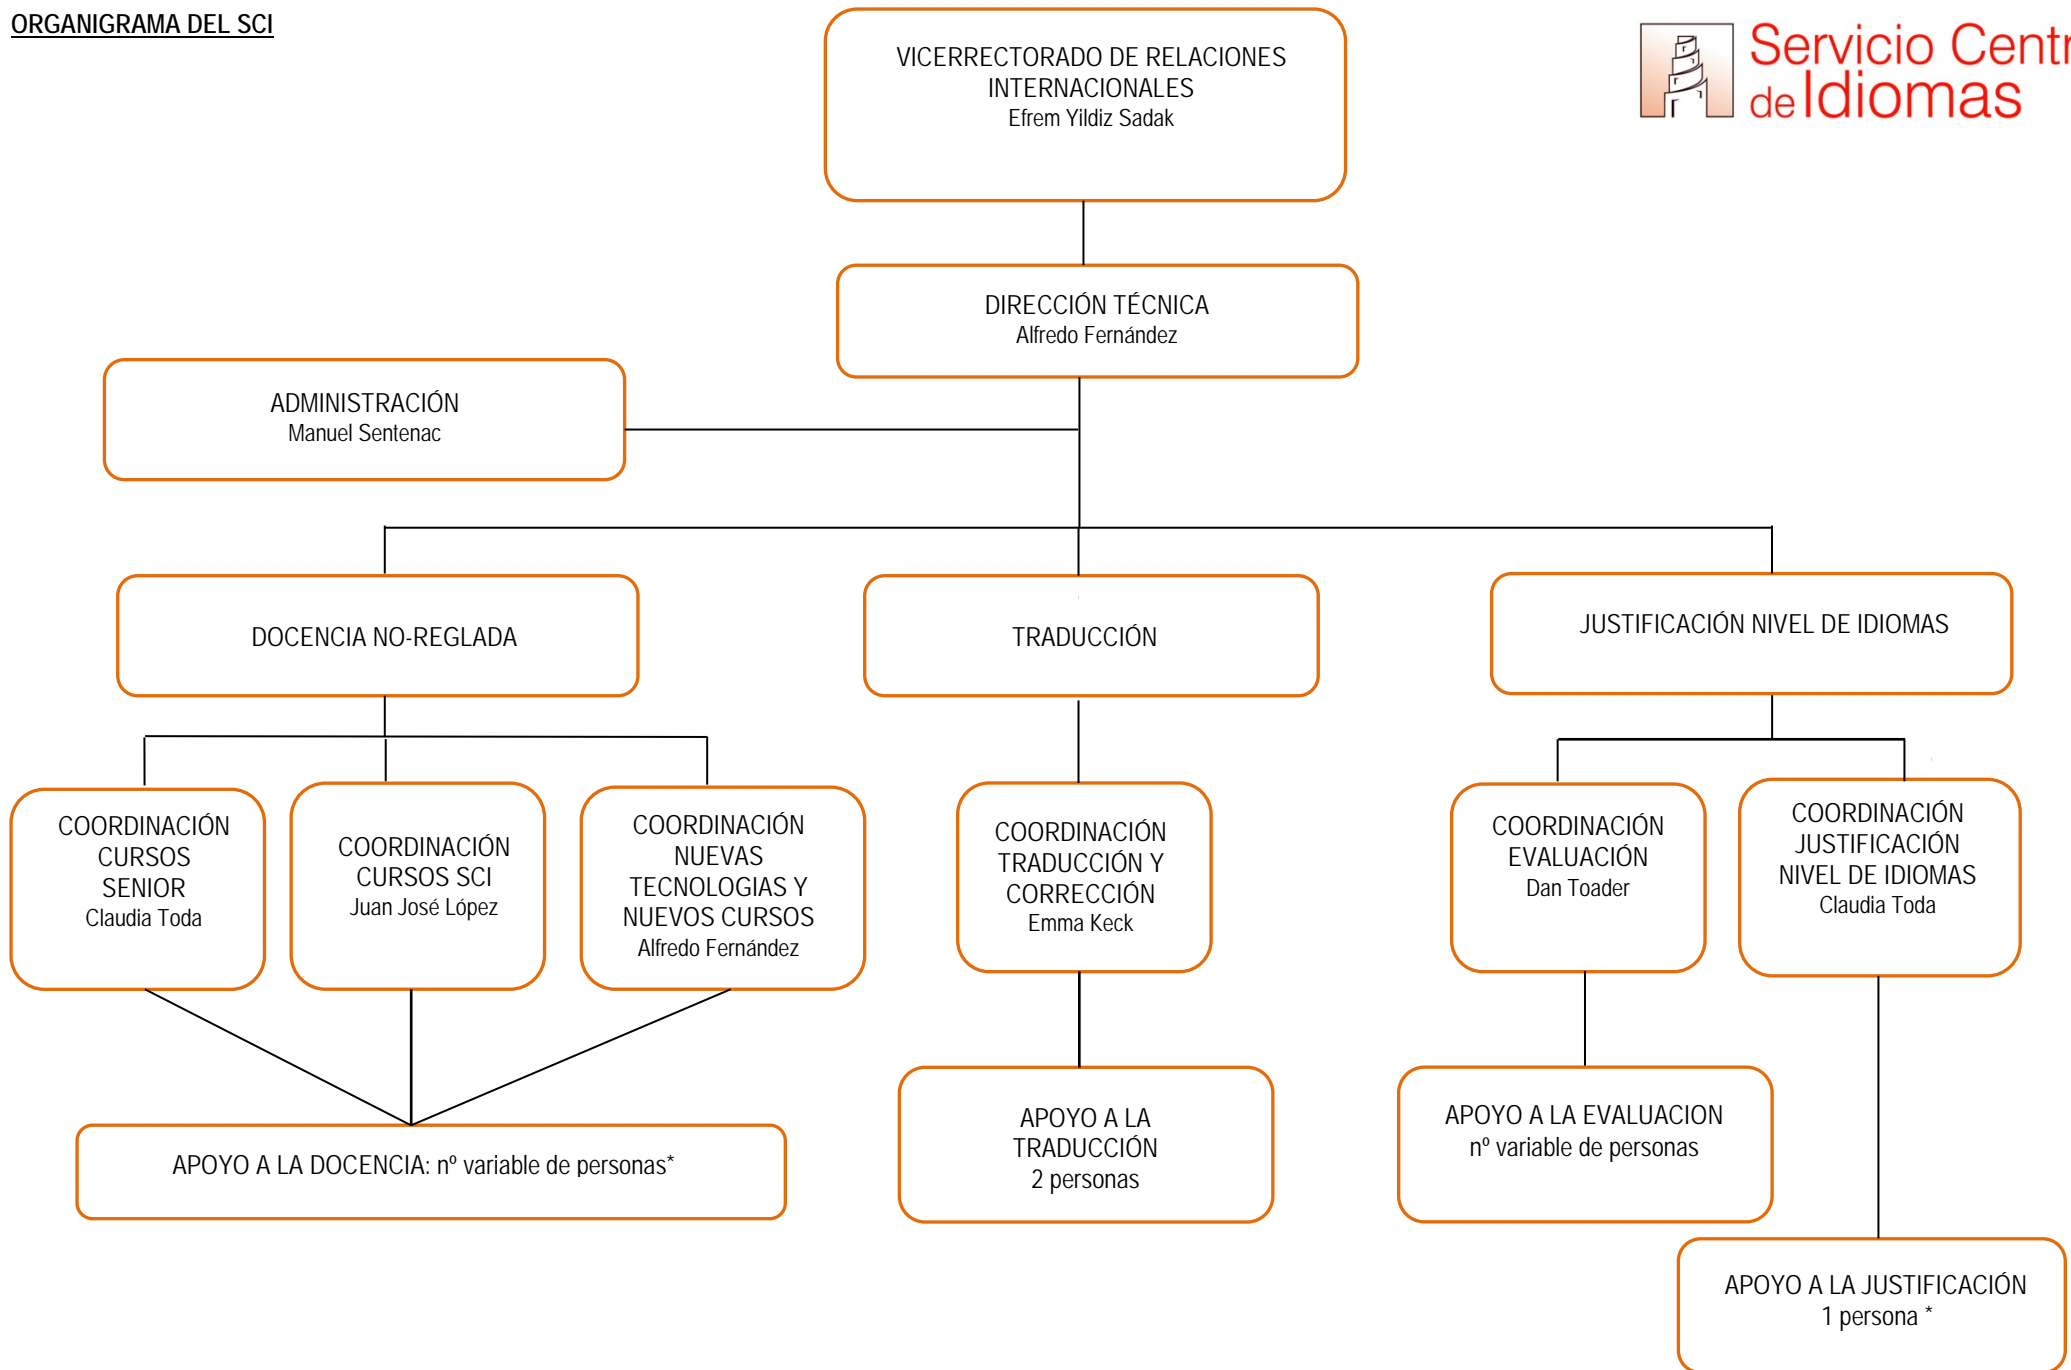 ORGANIGRAMA DEL SCI
VICERRECTORADO DE RELACIONES
INTERNACIONALES
Efrem Yildiz Sadak
Servicio Centr
de Idiomas
DIRECCIÓN TÉCNICA
Alfredo Fernández
ADMINISTRACIÓN
Manuel Sentenac
DOCENCIA NO-REGLADA
TRADUCCIÓN
JUSTIFICACIÓN NIVEL DE IDIOMAS
COORDINACIÓN
CURSOS
SENIOR
Claudia Toda
COORDINACIÓN
CURSOS SCI
Juan José López
COORDINACIÓN
NUEVAS
TECNOLOGIAS Y
NUEVOS CURSOS
Alfredo Fernández
COORDINACIÓN
TRADUCCIÓN Y
CORRECCIÓN
Emma Keck
COORDINACIÓN
EVALUACIÓN
Dan Toader
COORDINACIÓN
JUSTIFICACIÓN
NIVEL DE IDIOMAS
Claudia Toda
APOYO A LA DOCENCIA: nº variable de personas*
APOYO A LA
TRADUCCIÓN
2 personas
APOYO A LA EVALUACION
nº variable de personas
APOYO A LA JUSTIFICACIÓN
1 persona *